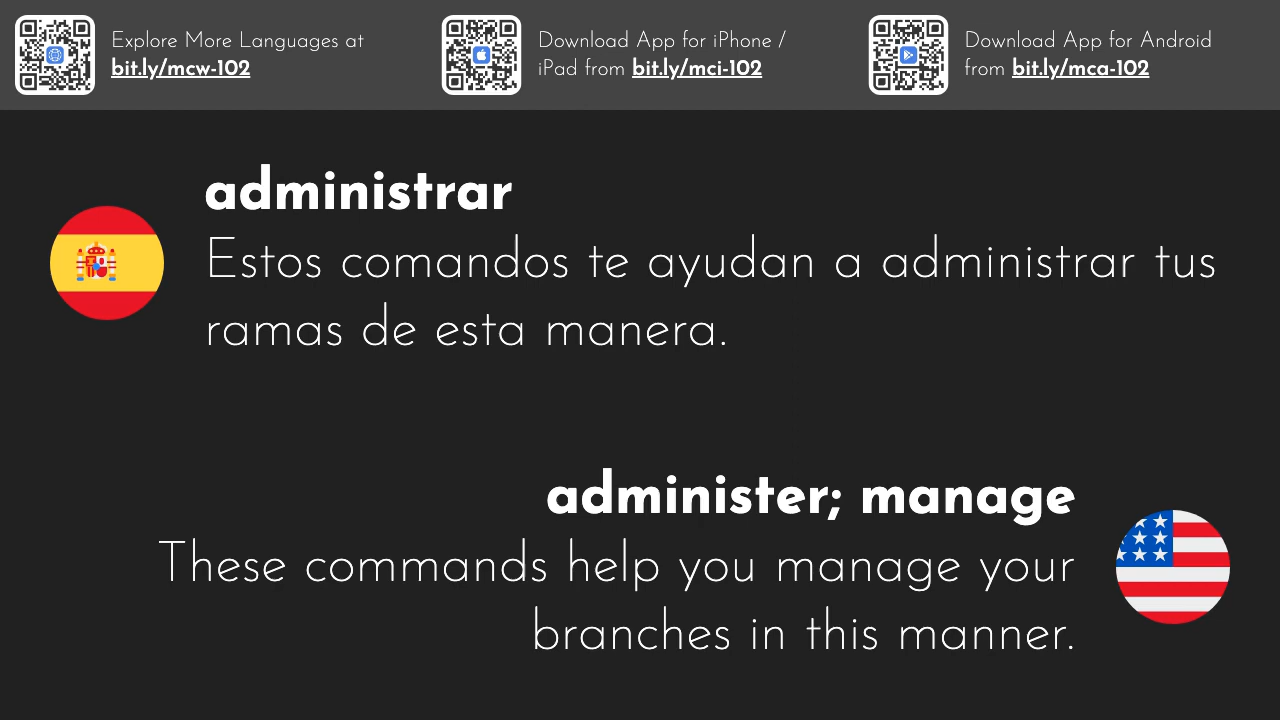 Explore More Languages at
bit.ly/mcw-102
Download App for iPhone /
iPad from bit.ly/mci-102
Download App for Android
from bit.ly/mca-102
administrar
Estos comandos te ayudan a administrar tus
ramas de esta manera.
administer; manage
These commands help you manage your
branches in this manner.